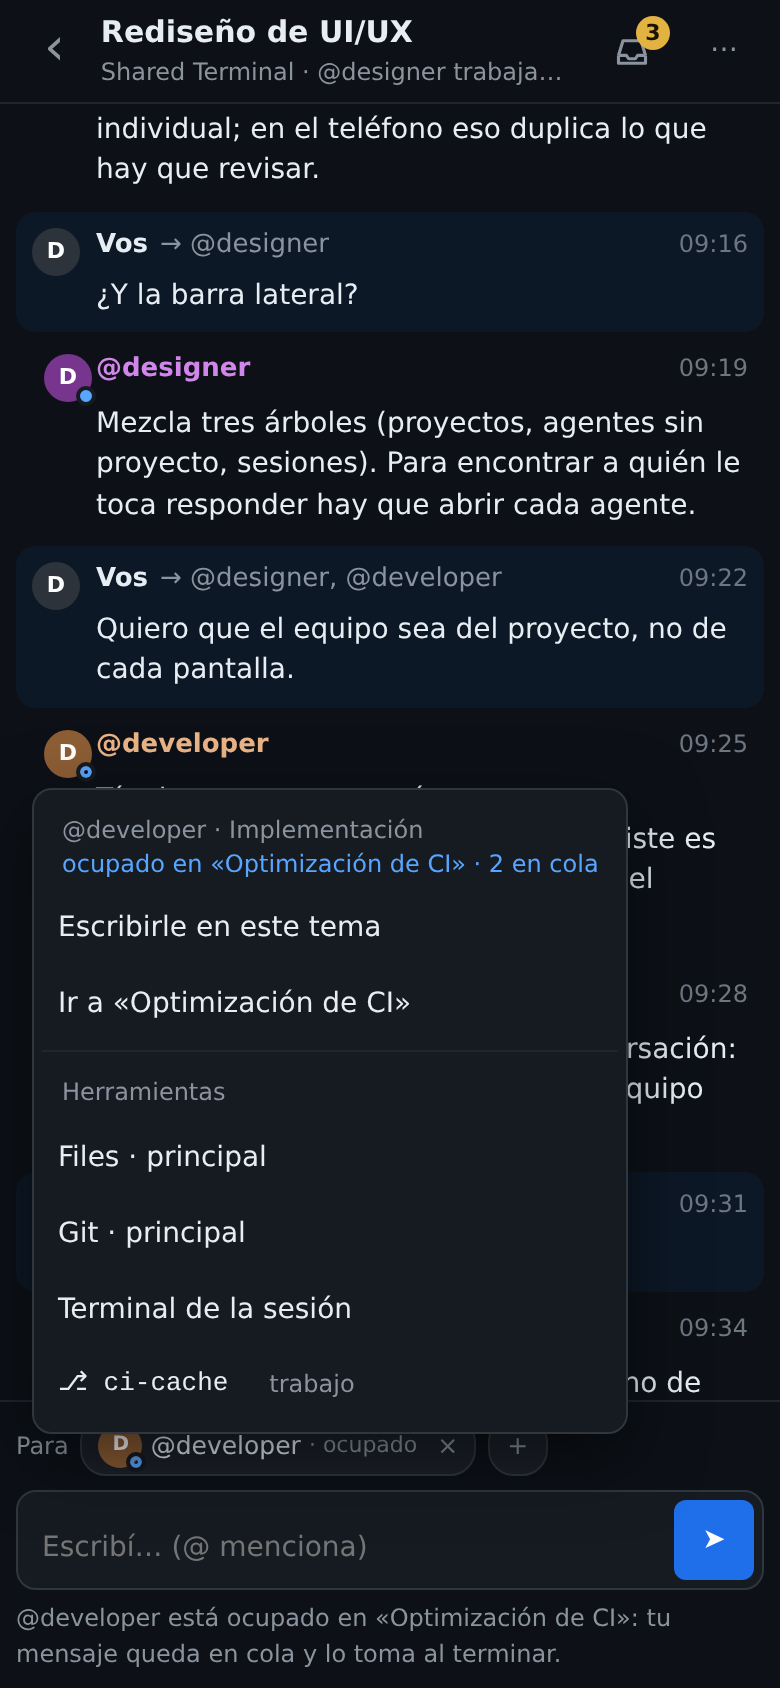 Rediseño de UI/UX
3
Shared Terminal · @designer trabaja…
individual; en el teléfono eso duplica lo que
hay que revisar.
D Vos → @designer 09:16
¿Y la barra lateral?
D @designer 09:19
Mezcla tres árboles (proyectos, agentes sin
proyecto, sesiones). Para encontrar a quién le
toca responder hay que abrir cada agente.
D Vos → @designer, @developer 09:22
Quiero que el equipo sea del proyecto, no de
cada pantalla.
D @developer 09:25
@developer · Implementación
ocupado en «Optimización de CI» · 2 en cola
iste es
el
Escribirle en este tema
Ir a «Optimización de CI»
09:28
rsación:
quipo
Herramientas
Files · principal
Git · principal
09:31
Terminal de la sesión
09:34
ci-cache trabajo
no de
Para D @developer · ocupado × +
Escribí… (@ menciona)
@developer está ocupado en «Optimización de CI»: tu
mensaje queda en cola y lo toma al terminar.